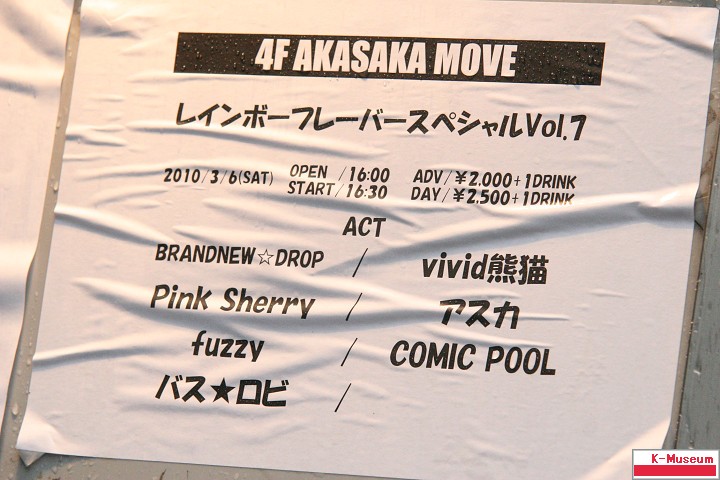 4F AKASAKA MOVE
レインボーフレーバースペシャルVol.7
2010/3/6(SAT) OPEN /16:00 ADV/￥2,000+1DRINK
START/16:30 DAY/￥2,500+1DRINK
ACT
BRANDNEW☆DROP / vivid熊猫
Pink Sherry / アスカ
fuzzy / COMIC POOL
バス★ロビ /
K-Museum